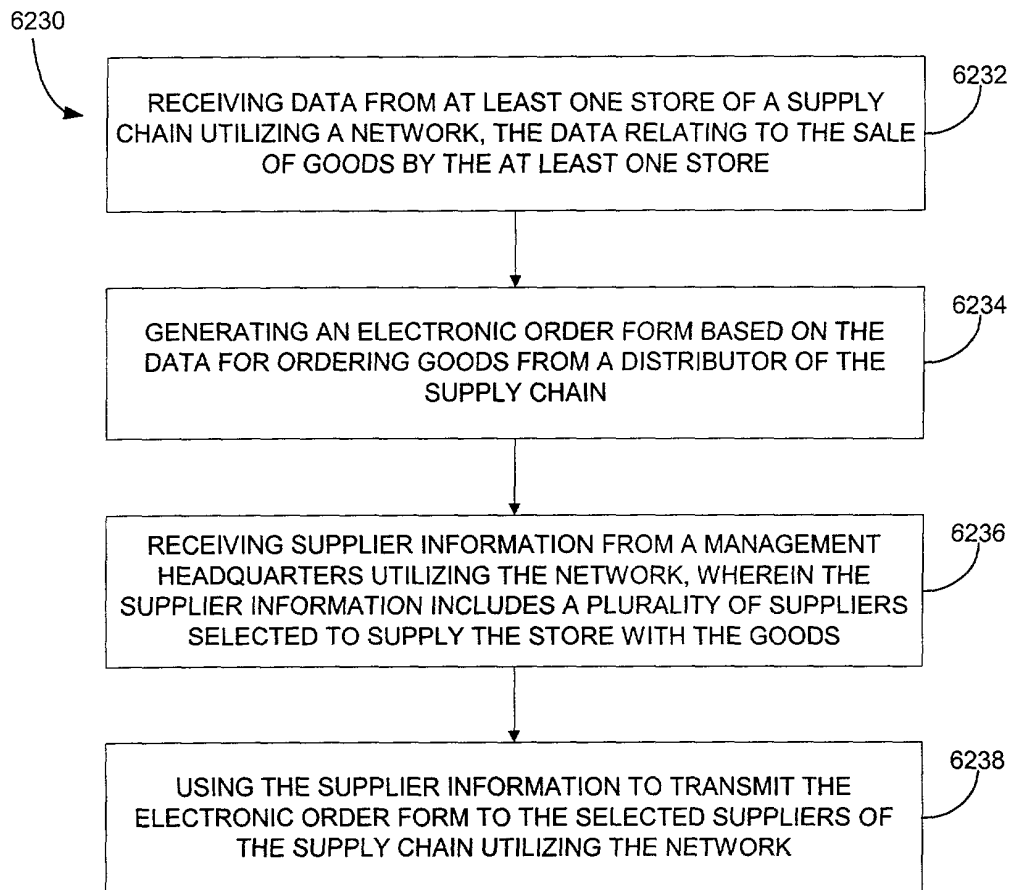 6230
6232
RECEIVING DATA FROM AT LEAST ONE STORE OF A SUPPLY
CHAIN UTILIZING A NETWORK, THE DATA RELATING TO THE SALE
OF GOODS BY THE AT LEAST ONE STORE
6234
GENERATING AN ELECTRONIC ORDER FORM BASED ON THE
DATA FOR ORDERING GOODS FROM A DISTRIBUTOR OF THE
SUPPLY CHAIN
6236
RECEIVING SUPPLIER INFORMATION FROM A MANAGEMENT
HEADQUARTERS UTILIZING THE NETWORK, WHEREIN THE
SUPPLIER INFORMATION INCLUDES A PLURALITY OF SUPPLIERS
SELECTED TO SUPPLY THE STORE WITH THE GOODS
6238
USING THE SUPPLIER INFORMATION TO TRANSMIT THE
ELECTRONIC ORDER FORM TO THE SELECTED SUPPLIERS OF
THE SUPPLY CHAIN UTILIZING THE NETWORK